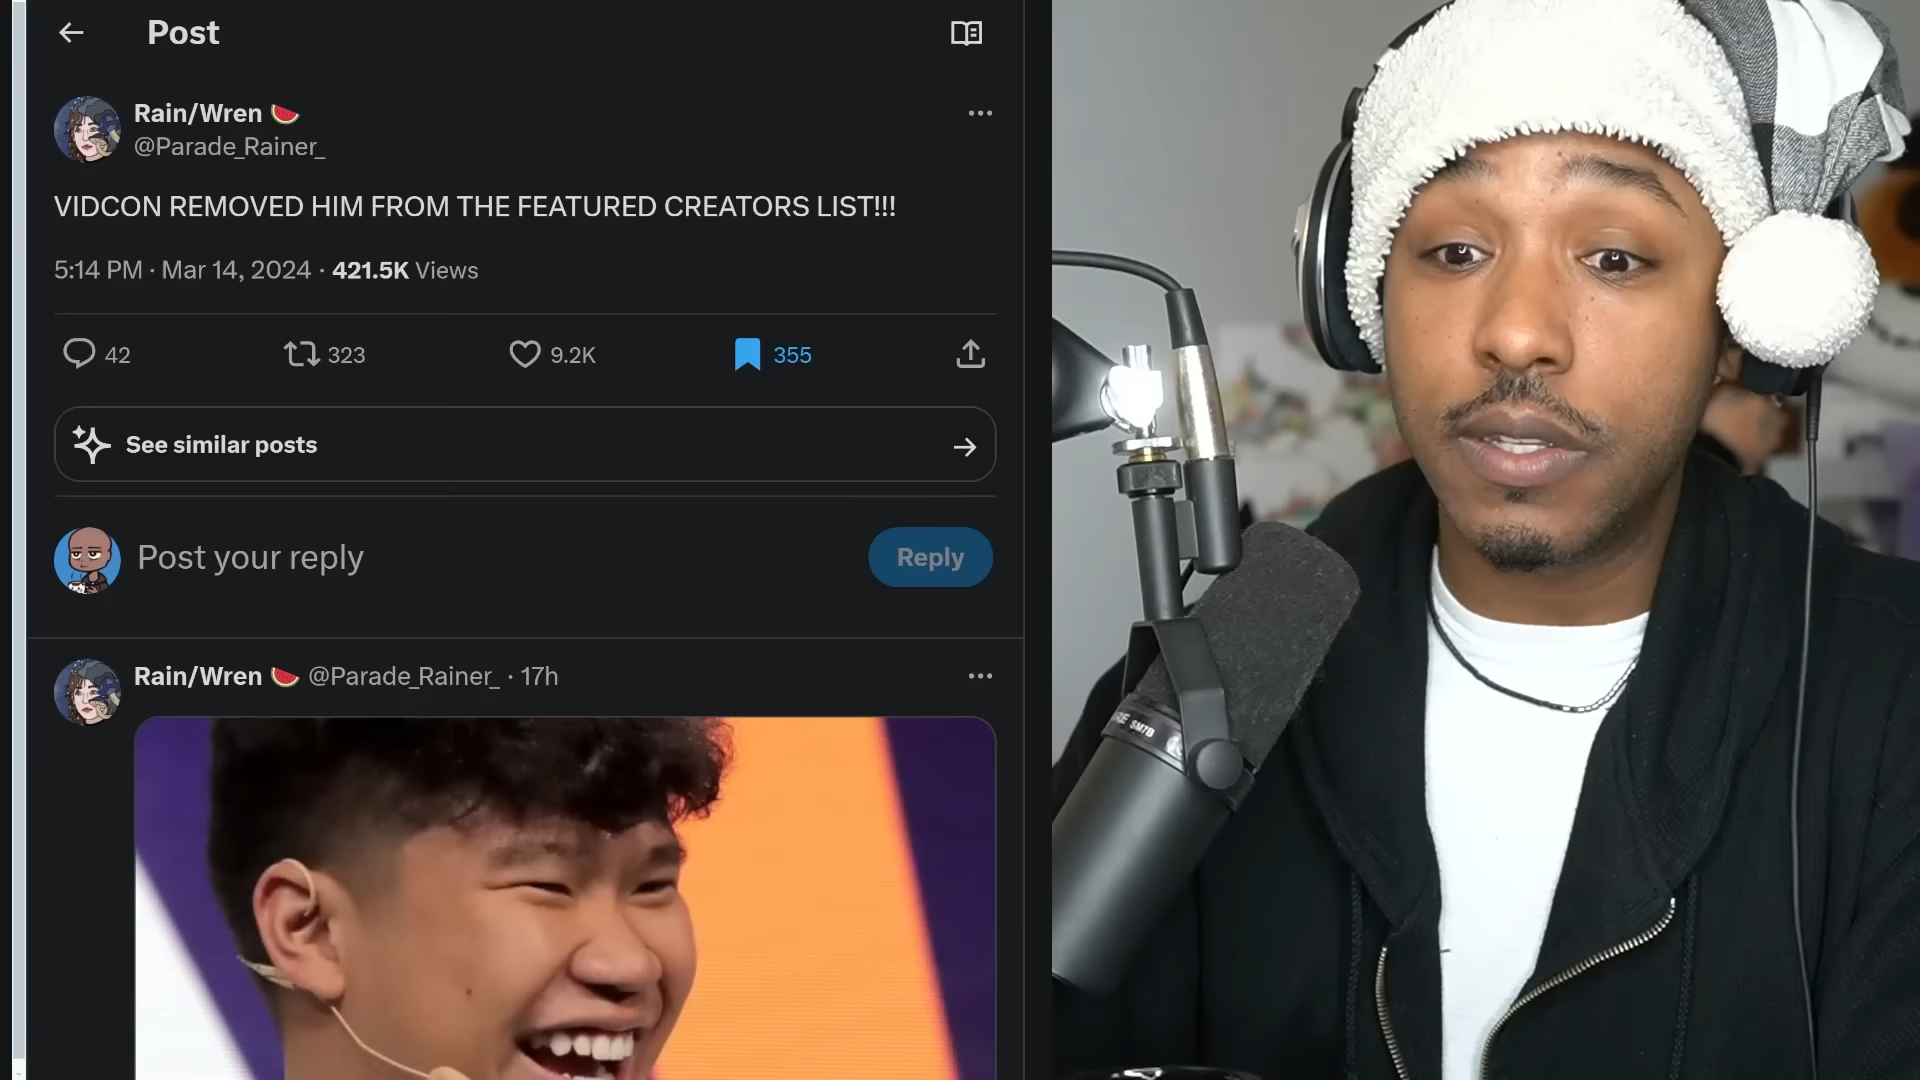 Post
Rain/Wren 🍉
@Parade_Rainer_
VIDCON REMOVED HIM FROM THE FEATURED CREATORS LIST!!!
5:14 PM · Mar 14, 2024 · 421.5K Views
42 323 9.2K 355
See similar posts
Post your reply
Reply
Rain/Wren 🍉 @Parade_Rainer_ · 17h
SM7B